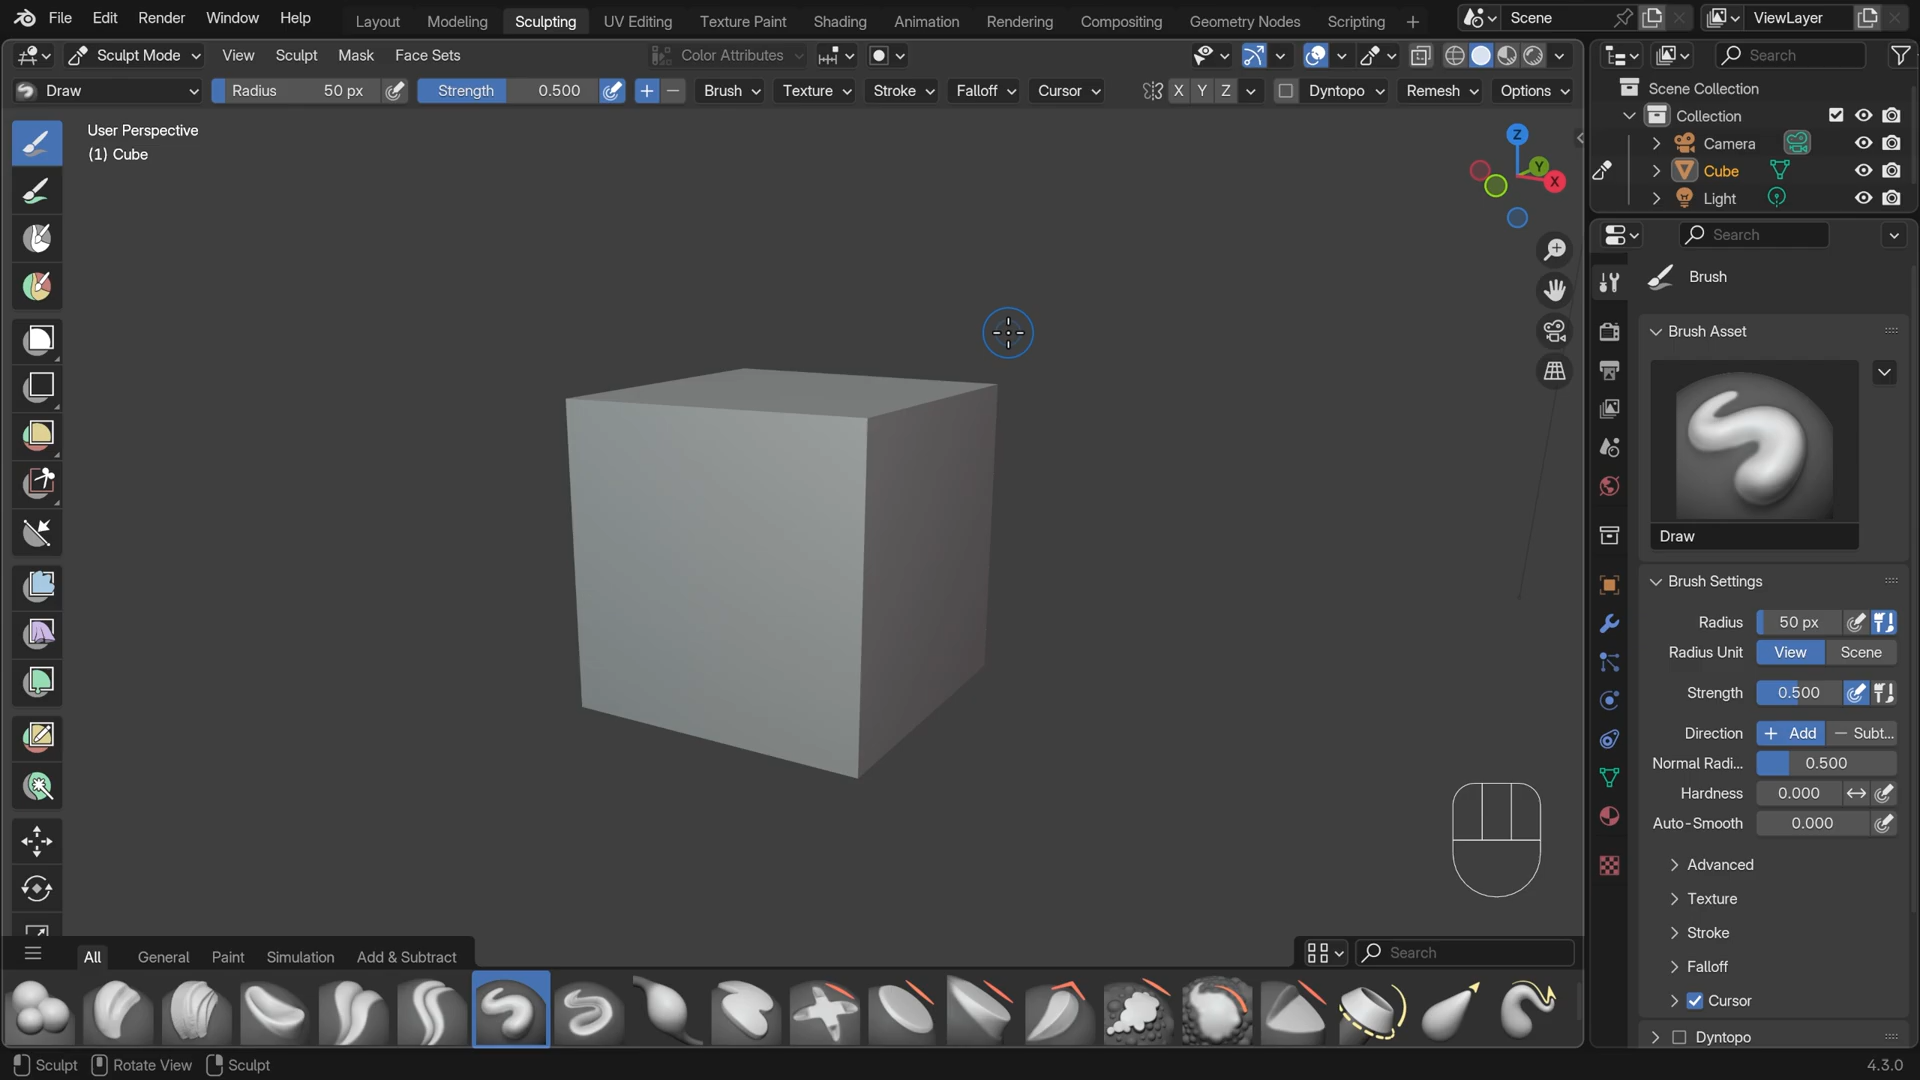 File Edit Render Window Help Layout Modeling Sculpting UV Editing Texture Paint Shading Animation Rendering Compositing Geometry Nodes Scripting + Scene ViewLayer
Sculpt Mode View Sculpt Mask Face Sets Color Attributes Search
Draw Radius 50 px Strength 0.500 Brush Texture Stroke Falloff Cursor X Y Z Dyntopo Remesh Options
User Perspective
(1) Cube
Z
Y
X
Scene Collection
Collection
Camera
Cube
Light
Search
Brush
Brush Asset
Draw
Brush Settings
Radius 50 px
Radius Unit View Scene
Strength 0.500
Direction + Add − Subt...
Normal Radi... 0.500
Hardness 0.000
Auto-Smooth 0.000
Advanced
Texture
Stroke
Falloff
Cursor
Dyntopo
All General Paint Simulation Add & Subtract Search
Sculpt Rotate View Sculpt 4.3.0